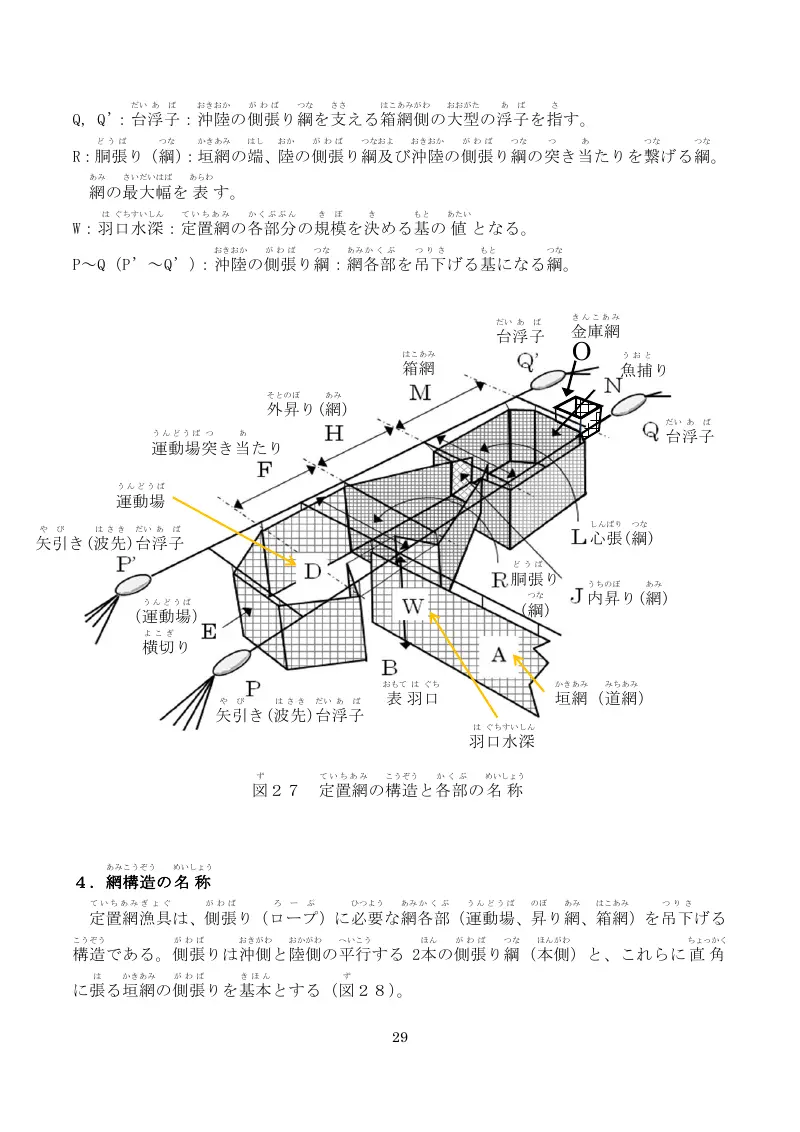 Q, Q’: 台浮子：沖陸の側張り綱を支える箱網側の大型の浮子を指す。
R：胴張り（綱）：垣網の端、陸の側張り綱及び沖陸の側張り綱の突き当たりを繋げる綱。
網の最大幅を表す。
W：羽口水深：定置網の各部分の規模を決める基の値となる。
P～Q（P’～Q’）：沖陸の側張り綱：網各部を吊下げる基になる綱。
台浮子
Q'
金庫網
O
魚捕り
N
箱網
M
Q 台浮子
外昇り(網)
H
運動場突き当たり
F
運動場
矢引き(波先)台浮子
P'
D
L 心張(綱)
R 胴張り
(綱)
J 内昇り(網)
(運動場)
横切り
E
W
A
B
表羽口
P
矢引き(波先)台浮子
垣網（道網）
羽口水深
図２７　定置網の構造と各部の名称
４．網構造の名称
定置網漁具は、側張り（ロープ）に必要な網各部（運動場、昇り網、箱網）を吊下げる
構造である。側張りは沖側と陸側の平行する 2本の側張り綱（本側）と、これらに直角
に張る垣網の側張りを基本とする（図２８）。
29